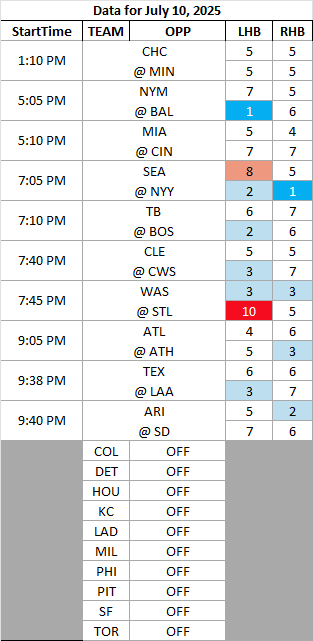 Data for July 10, 2025
StartTime TEAM OPP LHB RHB
1:10 PM CHC 5 5
@ MIN 5 5
5:05 PM NYM 7 5
@ BAL 1 6
5:10 PM MIA 5 4
@ CIN 7 7
7:05 PM SEA 8 5
@ NYY 2 1
7:10 PM TB 6 7
@ BOS 2 6
7:40 PM CLE 5 5
@ CWS 3 7
7:45 PM WAS 3 3
@ STL 10 5
9:05 PM ATL 4 6
@ ATH 5 3
9:38 PM TEX 6 6
@ LAA 3 7
9:40 PM ARI 5 2
@ SD 7 6
COL OFF
DET OFF
HOU OFF
KC OFF
LAD OFF
MIL OFF
PHI OFF
PIT OFF
SF OFF
TOR OFF